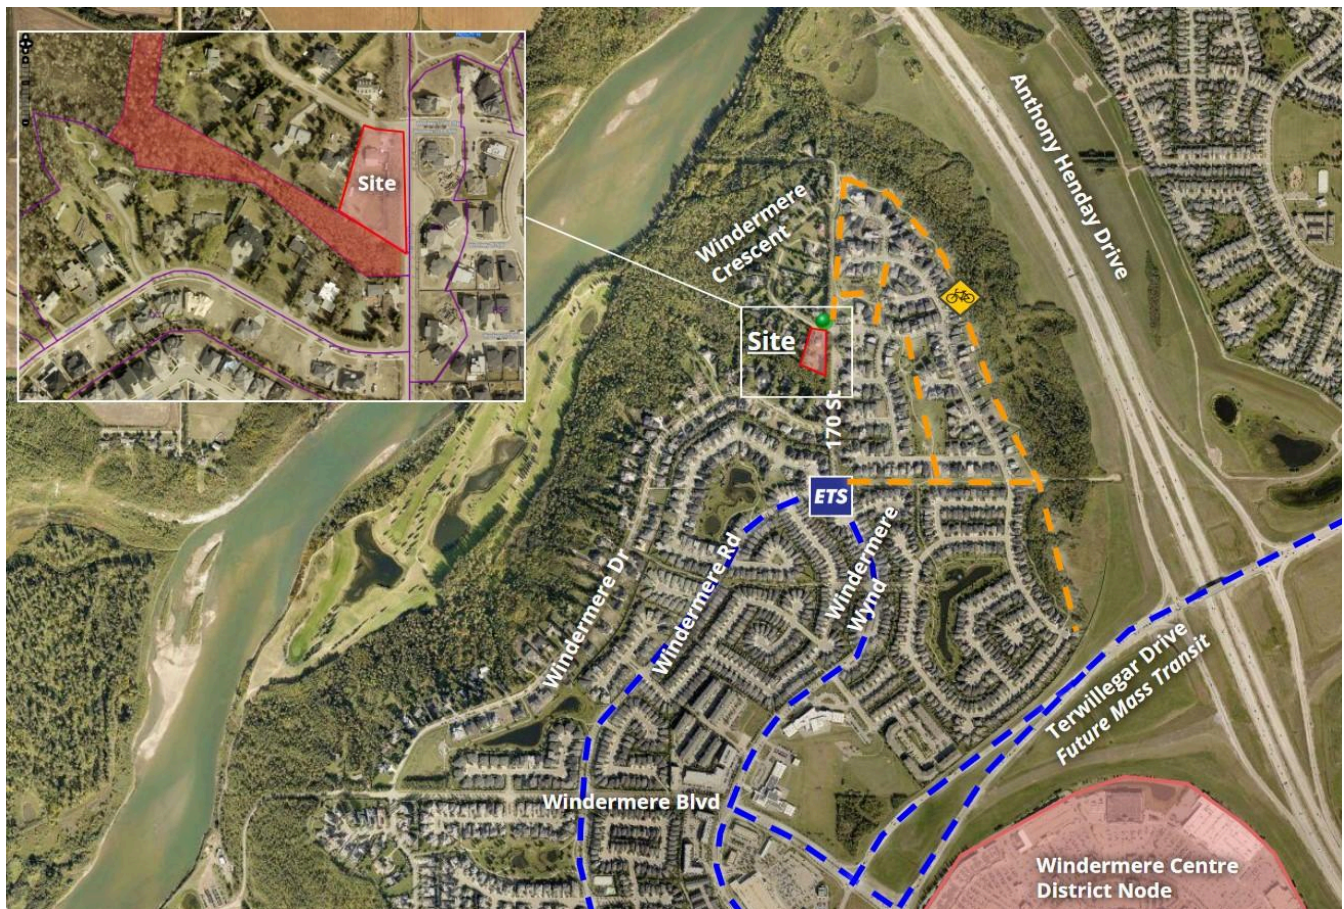 Site
Windermere
Crescent
Anthony Henday Drive
Site
170 St
ETS
Windermere Dr
Windermere Rd
Windermere
Wynd
Terwillegar Drive
Future Mass Transit
Windermere Blvd
Windermere Centre
District Node